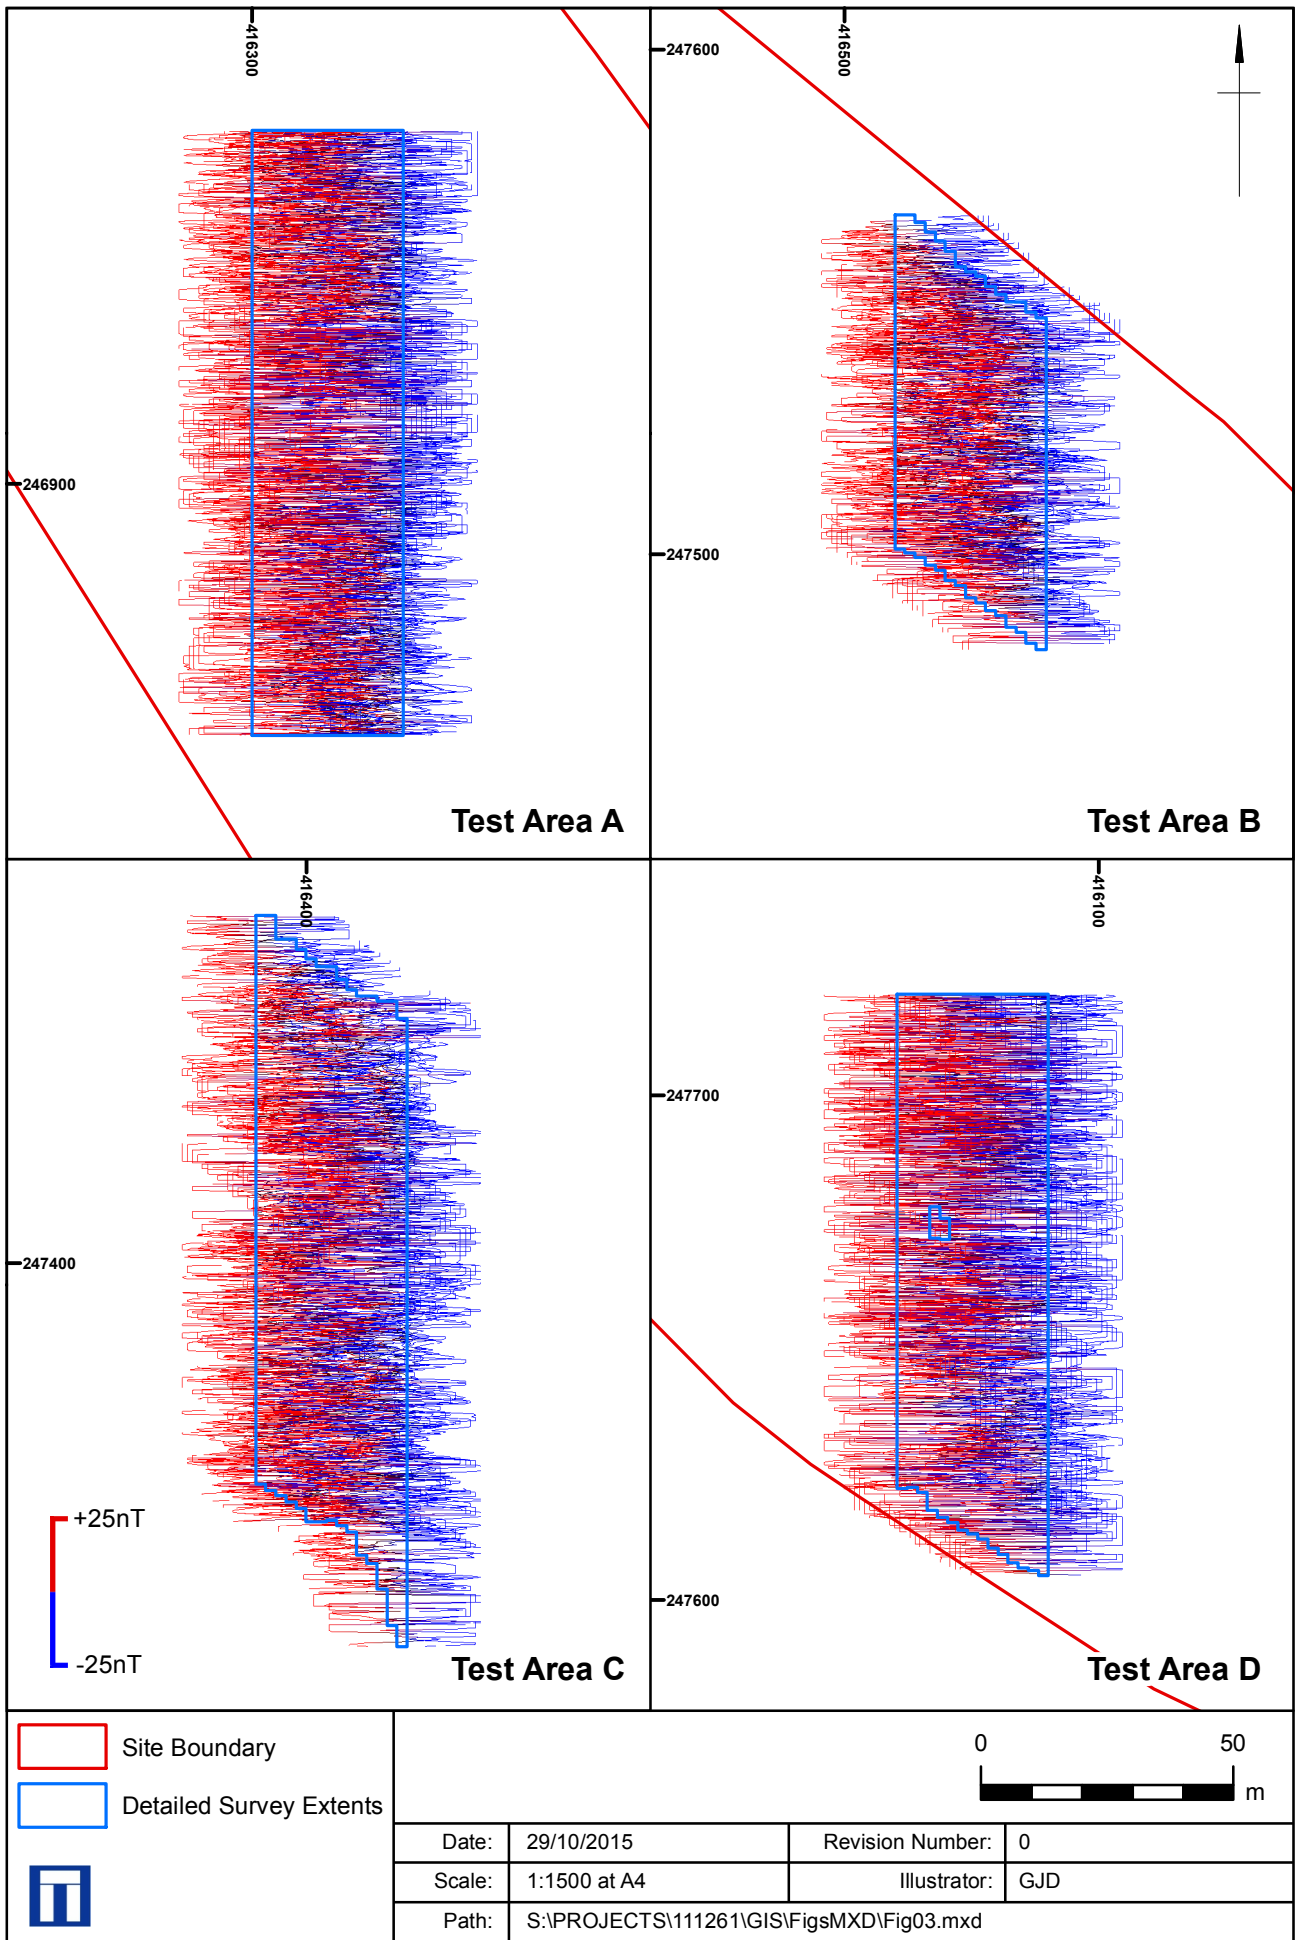 416300
246900
Test Area A
247600
416500
247500
Test Area B
416400
247400
+25nT
-25nT
Test Area C
416100
247700
247600
Test Area D
Site Boundary
Detailed Survey Extents
0 50
m
Date: 29/10/2015 Revision Number: 0
Scale: 1:1500 at A4 Illustrator: GJD
Path: S:\PROJECTS\111261\GIS\FigsMXD\Fig03.mxd